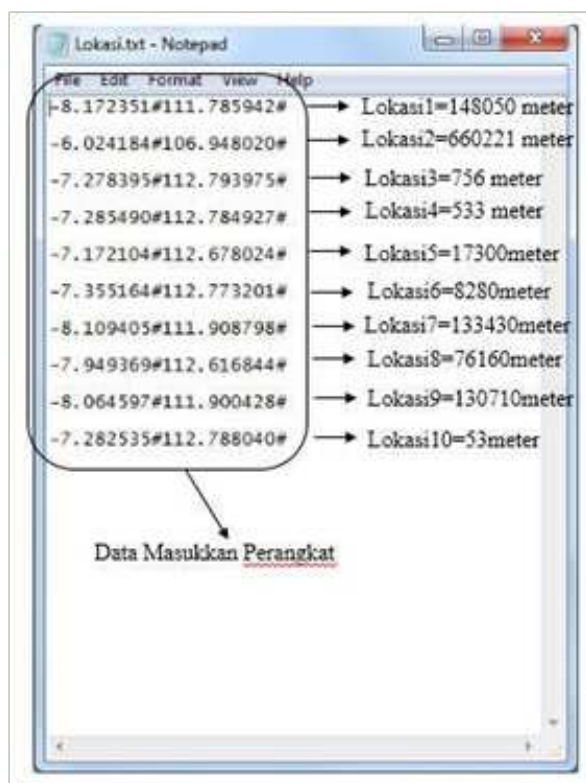 Lokasi.txt - Notepad
File Edit Format View Help
-8.172351#111.785942# Lokasi1=148050 meter
-6.024184#106.948020# Lokasi2=660221 meter
-7.278395#112.793975# Lokasi3=756 meter
-7.285490#112.784927# Lokasi4=533 meter
-7.172104#112.678024# Lokasi5=17300meter
-7.355164#112.773201# Lokasi6=8280meter
-8.109405#111.908798# Lokasi7=133430meter
-7.949369#112.616844# Lokasi8=76160meter
-8.064597#111.900428# Lokasi9=130710meter
-7.282535#112.788040# Lokasi10=53meter
Data Masukkan Perangkat